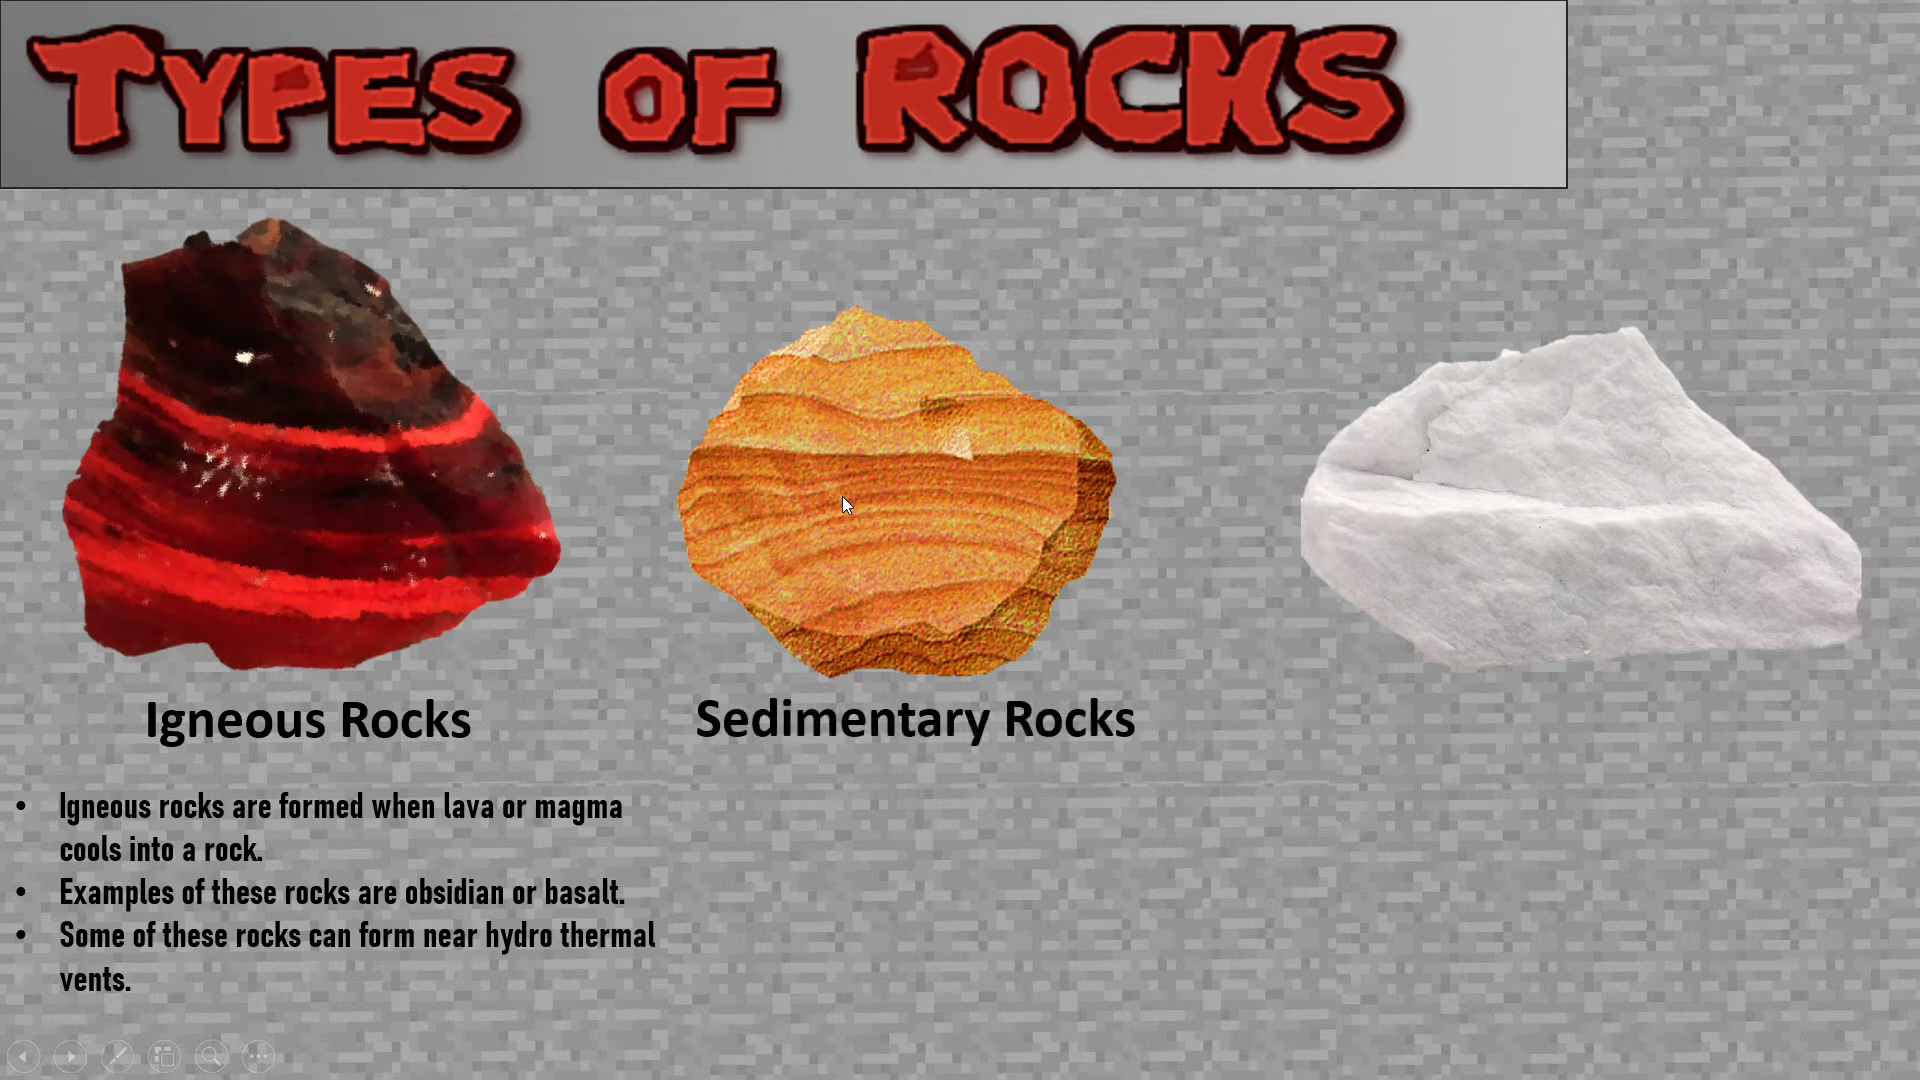 TYPES OF ROCKS
Igneous Rocks
Sedimentary Rocks
• Igneous rocks are formed when lava or magma
cools into a rock.
• Examples of these rocks are obsidian or basalt.
• Some of these rocks can form near hydro thermal
vents.